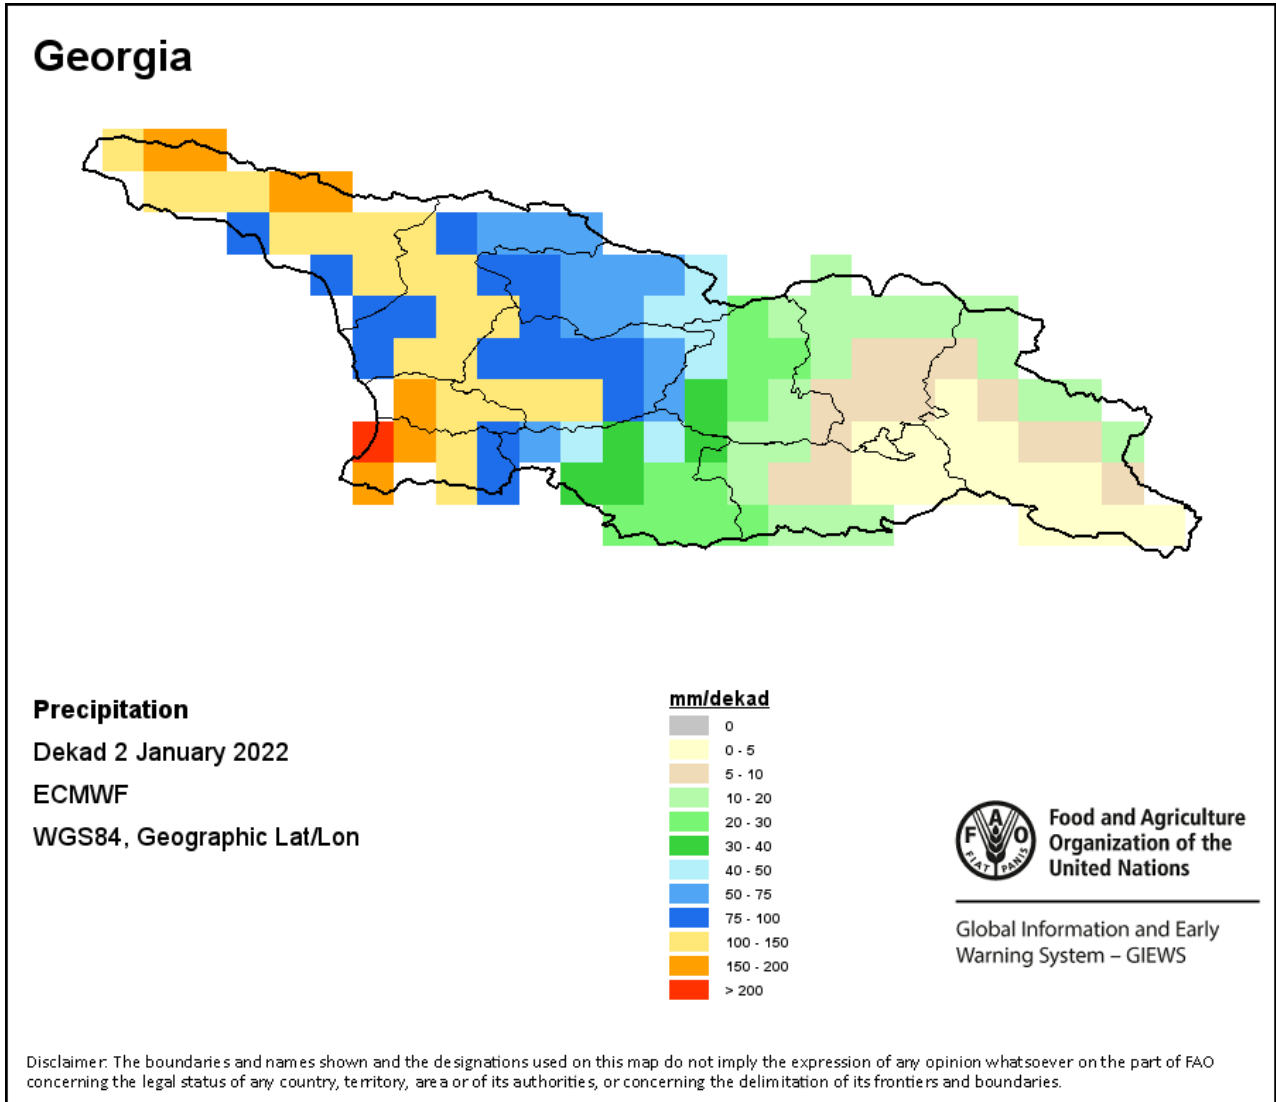 Georgia
Precipitation
Dekad 2 January 2022
ECMWF
WGS84, Geographic Lat/Lon
mm/dekad
0
0 - 5
5 - 10
10 - 20
20 - 30
30 - 40
40 - 50
50 - 75
75 - 100
100 - 150
150 - 200
> 200
F A O
FIAT PANIS
Food and Agriculture
Organization of the
United Nations
Global Information and Early
Warning System – GIEWS
Disclaimer: The boundaries and names shown and the designations used on this map do not imply the expression of any opinion whatsoever on the part of FAO
concerning the legal status of any country, territory, area or of its authorities, or concerning the delimitation of its frontiers and boundaries.